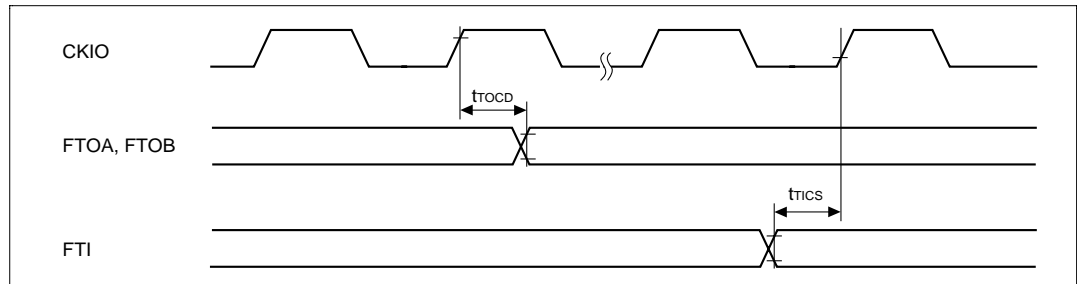 CKIO
tTOCD
FTOA, FTOB
tTICS
FTI